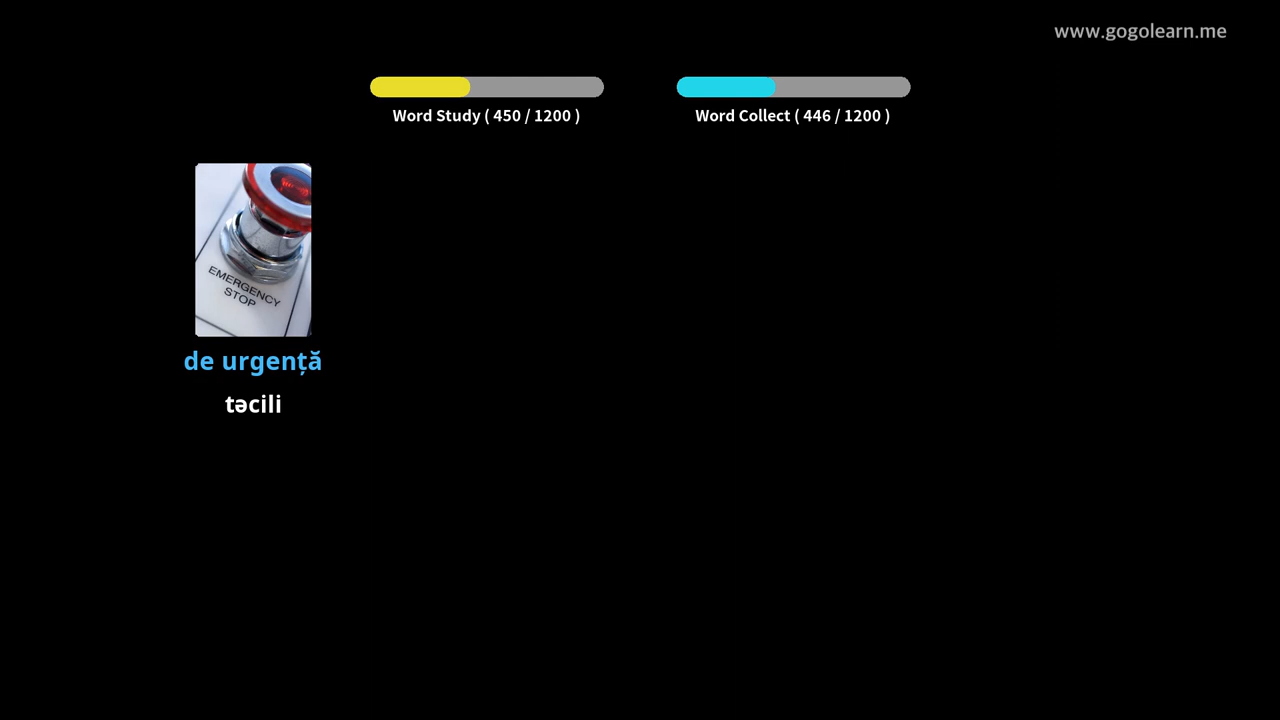 www.gogolearn.me
Word Study ( 450 / 1200 )
Word Collect ( 446 / 1200 )
EMERGENCY
STOP
de urgență
təcili